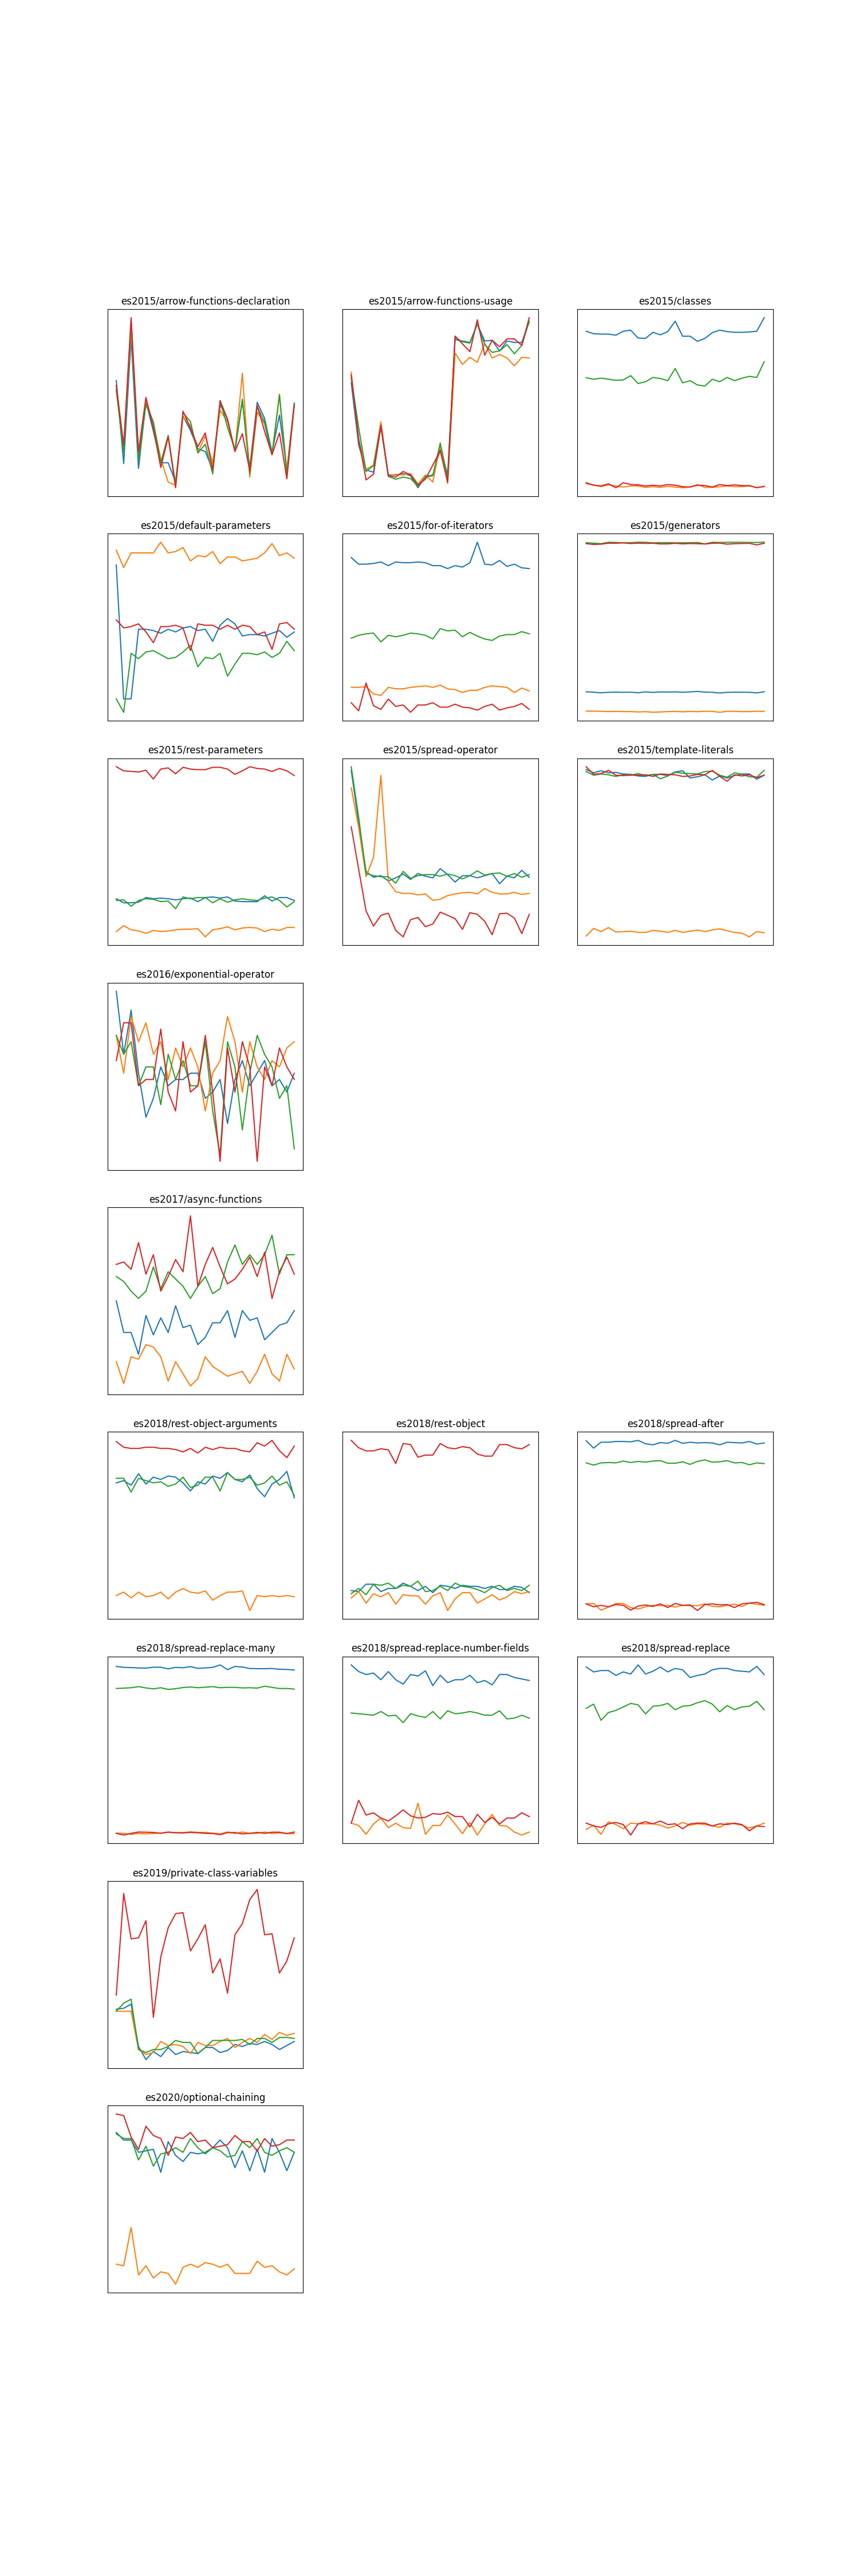 es2015/arrow-functions-declaration
es2015/arrow-functions-usage
es2015/classes
es2015/default-parameters
es2015/for-of-iterators
es2015/generators
es2015/rest-parameters
es2015/spread-operator
es2015/template-literals
es2016/exponential-operator
es2017/async-functions
es2018/rest-object-arguments
es2018/rest-object
es2018/spread-after
es2018/spread-replace-many
es2018/spread-replace-number-fields
es2018/spread-replace
es2019/private-class-variables
es2020/optional-chaining